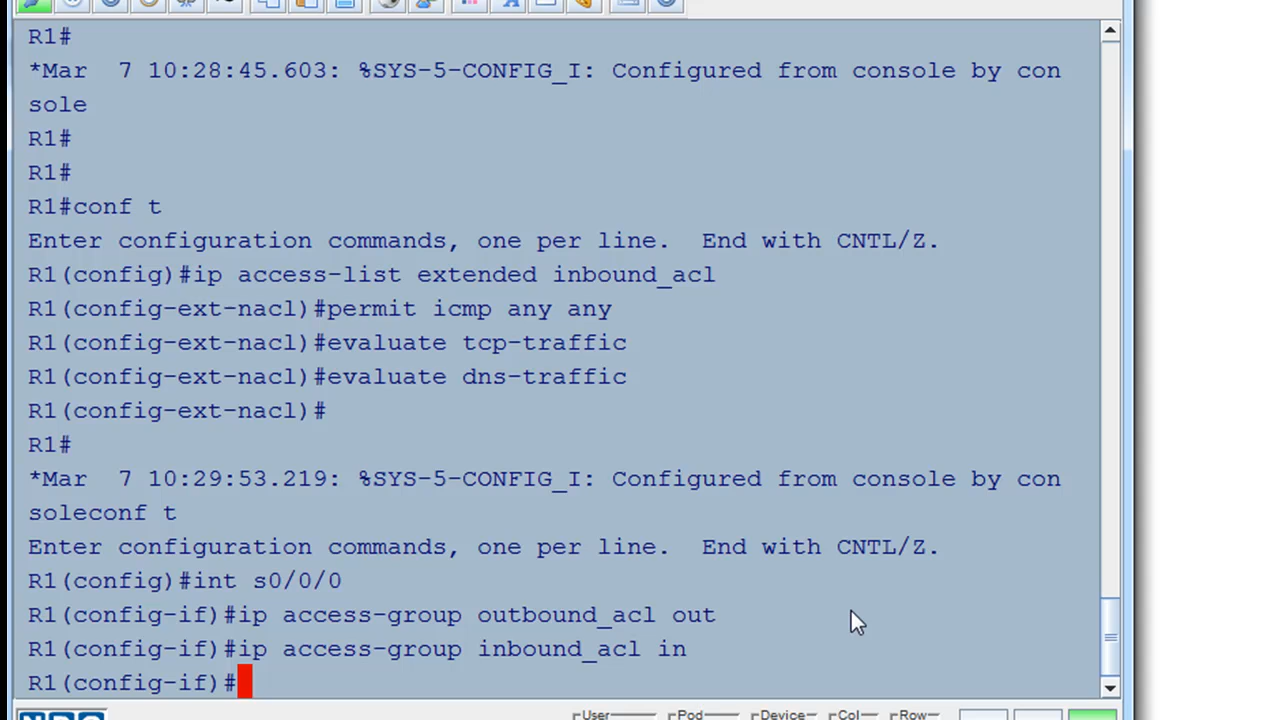 R1#
*Mar  7 10:28:45.603: %SYS-5-CONFIG_I: Configured from console by con
sole
R1#
R1#
R1#conf t
Enter configuration commands, one per line.  End with CNTL/Z.
R1(config)#ip access-list extended inbound_acl
R1(config-ext-nacl)#permit icmp any any
R1(config-ext-nacl)#evaluate tcp-traffic
R1(config-ext-nacl)#evaluate dns-traffic
R1(config-ext-nacl)#
R1#
*Mar  7 10:29:53.219: %SYS-5-CONFIG_I: Configured from console by con
soleconf t
Enter configuration commands, one per line.  End with CNTL/Z.
R1(config)#int s0/0/0
R1(config-if)#ip access-group outbound_acl out
R1(config-if)#ip access-group inbound_acl in
R1(config-if)#
User Pod Device Col Row